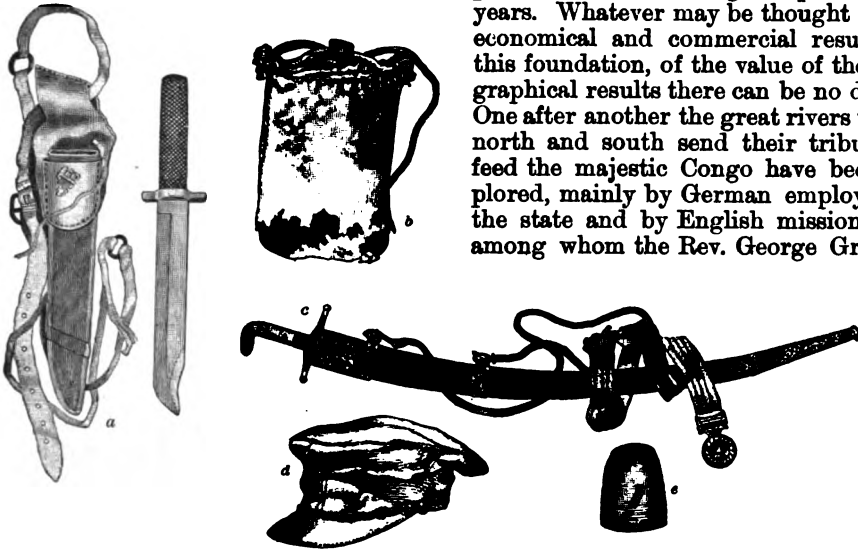 years. Whatever may be thought
economical and commercial resu
this foundation, of the value of the
graphical results there can be no d
One after another the great rivers
north and south send their tribu
feed the majestic Congo have bee
plored, mainly by German employ
the state and by English mission
among whom the Rev. George Gr
b
c
a
d
e